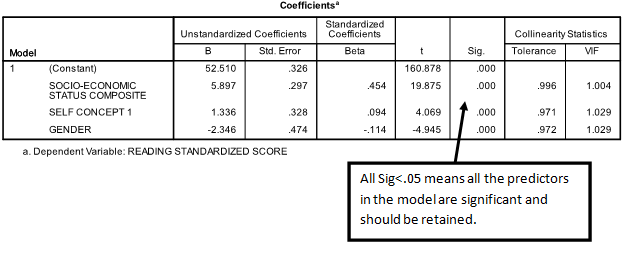 Coefficientsª
Unstandardized Coefficients Standardized Coefficients Collinearity Statistics
Model B Std. Error Beta t Sig. Tolerance VIF
1 (Constant) 52.510 .326 160.878 .000
SOCIO-ECONOMIC STATUS COMPOSITE 5.897 .297 .454 19.875 .000 .996 1.004
SELF CONCEPT 1 1.336 .328 .094 4.069 .000 .971 1.029
GENDER -2.346 .474 -.114 -4.945 .000 .972 1.029
a. Dependent Variable: READING STANDARDIZED SCORE
All Sig<.05 means all the predictors
in the model are significant and
should be retained.